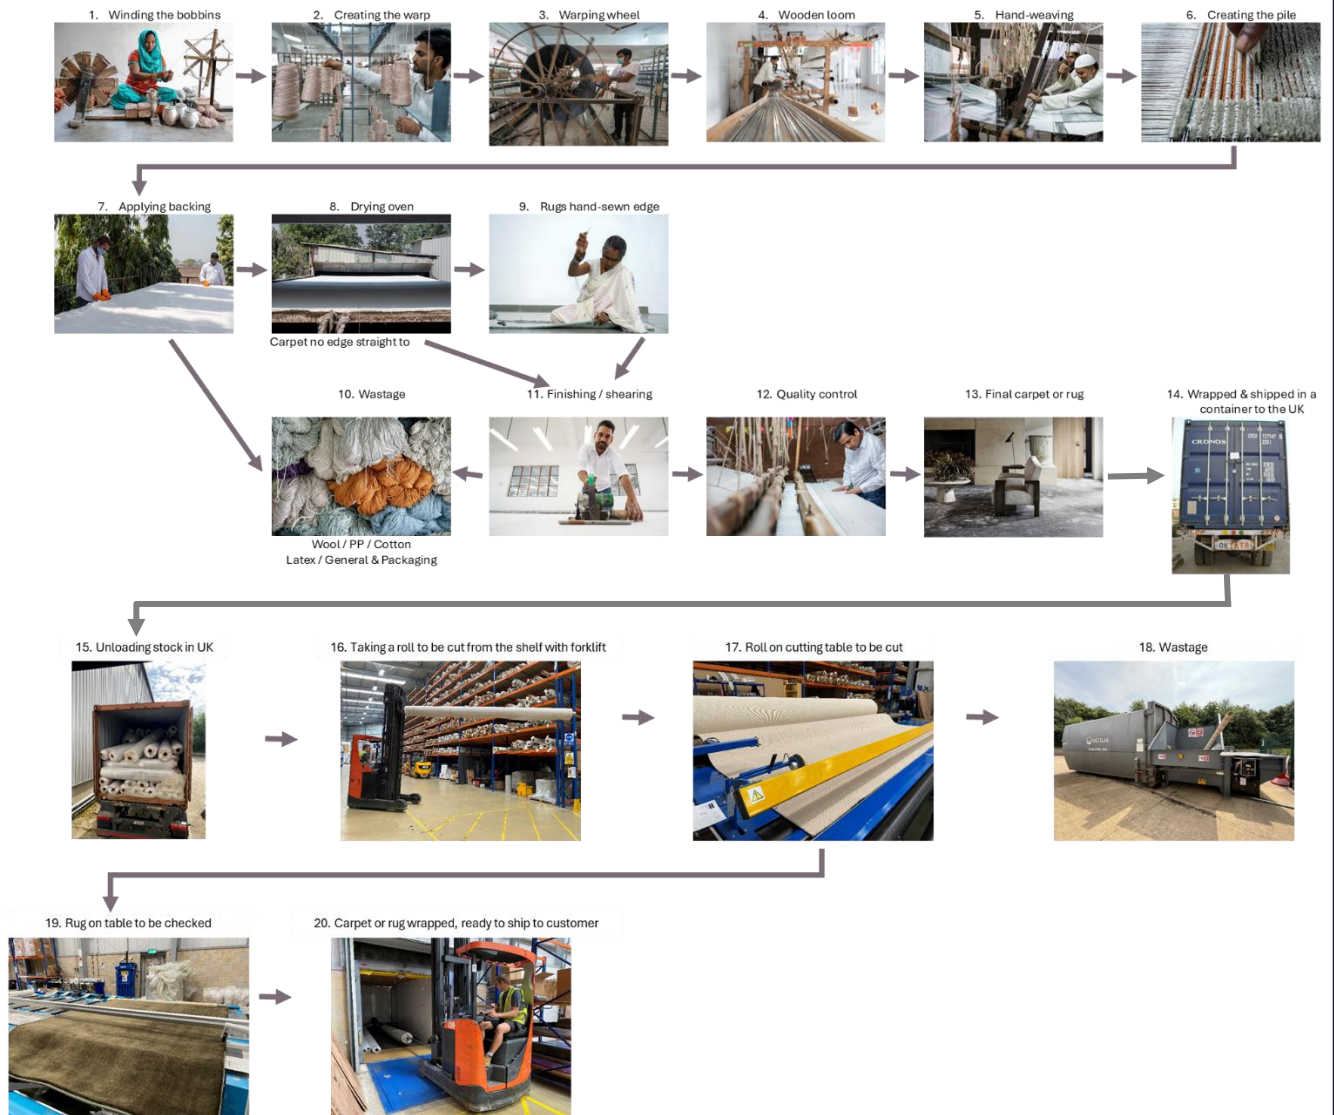 1. Winding the bobbins
2. Creating the warp
3. Warping wheel
4. Wooden loom
5. Hand-weaving
6. Creating the pile
7. Applying backing
8. Drying oven
9. Rugs hand-sewn edge
Carpet no edge straight to
10. Wastage
11. Finishing / shearing
12. Quality control
13. Final carpet or rug
14. Wrapped & shipped in a
container to the UK
CRONOS
Wool / PP / Cotton
Latex / General & Packaging
15. Unloading stock in UK
16. Taking a roll to be cut from the shelf with forklift
17. Roll on cutting table to be cut
18. Wastage
VEOLIA
19. Rug on table to be checked
20. Carpet or rug wrapped, ready to ship to customer